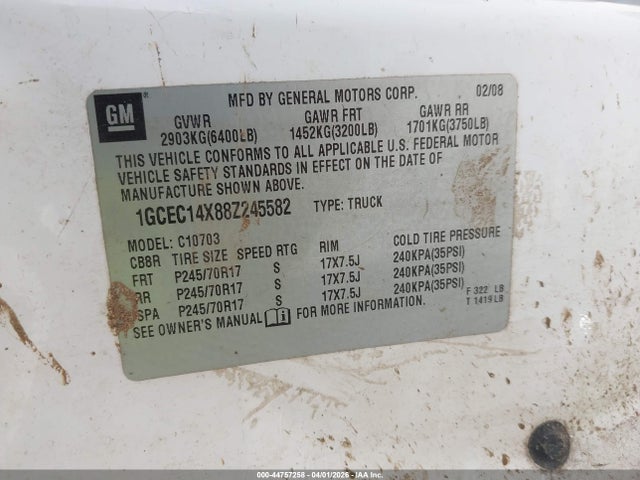 GM ®
MFD BY GENERAL MOTORS CORP. 02/08
GVWR GAWR FRT GAWR RR
2903KG(6400LB) 1452KG(3200LB) 1701KG(3750LB)
THIS VEHICLE CONFORMS TO ALL APPLICABLE U.S. FEDERAL MOTOR
VEHICLE SAFETY STANDARDS IN EFFECT ON THE DATE OF
MANUFACTURE SHOWN ABOVE.
1GCEC14X88Z245582 TYPE: TRUCK
MODEL: C10703
CB8R TIRE SIZE SPEED RTG RIM COLD TIRE PRESSURE
FRT P245/70R17 S 17X7.5J 240KPA(35PSI)
RR P245/70R17 S 17X7.5J 240KPA(35PSI)
SPA P245/70R17 S 17X7.5J 240KPA(35PSI)
SEE OWNER'S MANUAL i FOR MORE INFORMATION.
F 322 LB
T 1419 LB
000-44757258 - 04/01/2026 - IAAI.COM